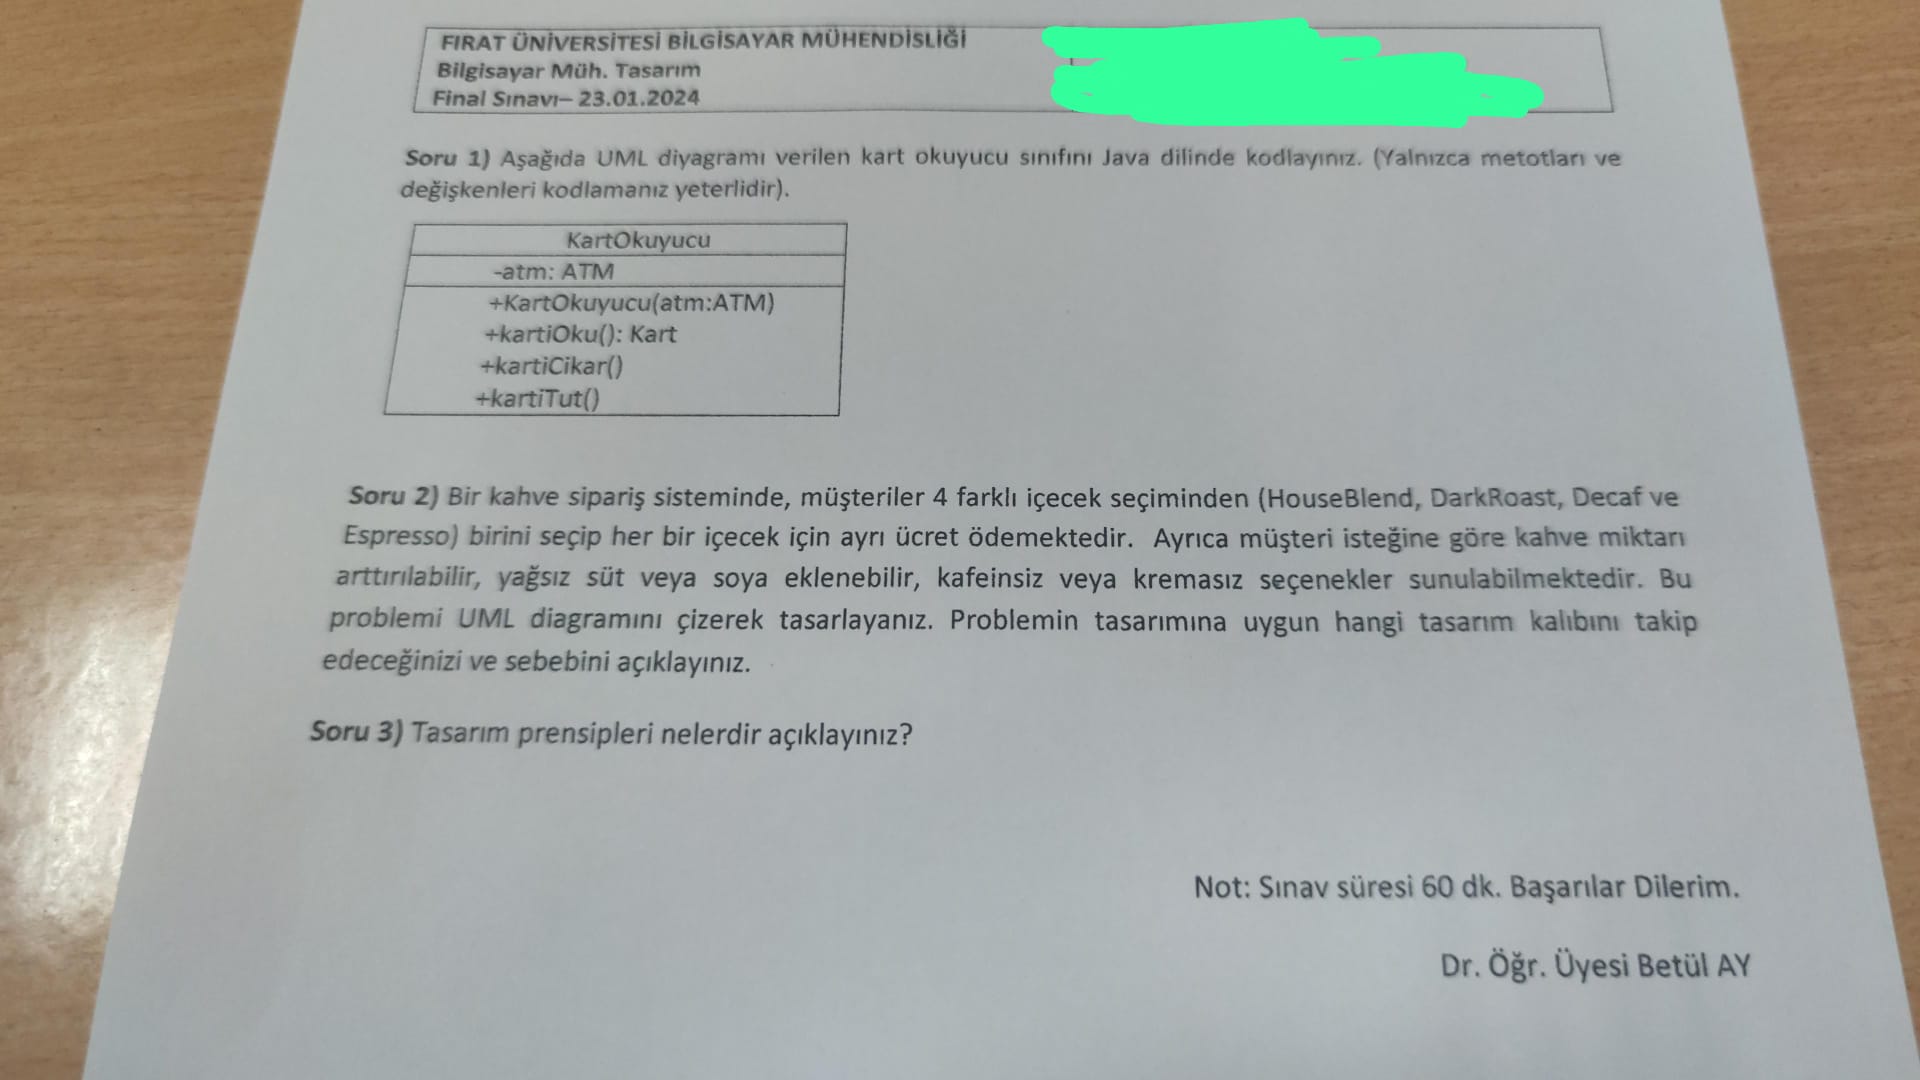 FIRAT ÜNİVERSİTESİ BİLGİSAYAR MÜHENDİSLİĞİ
Bilgisayar Müh. Tasarım
Final Sınavı– 23.01.2024
Soru 1) Aşağıda UML diyagramı verilen kart okuyucu sınıfını Java dilinde kodlayınız. (Yalnızca metotları ve
değişkenleri kodlamanız yeterlidir).
KartOkuyucu
-atm: ATM
+KartOkuyucu(atm:ATM)
+kartiOku(): Kart
+kartiCikar()
+kartiTut()
Soru 2) Bir kahve sipariş sisteminde, müşteriler 4 farklı içecek seçiminden (HouseBlend, DarkRoast, Decaf ve
Espresso) birini seçip her bir içecek için ayrı ücret ödemektedir. Ayrıca müşteri isteğine göre kahve miktarı
arttırılabilir, yağsız süt veya soya eklenebilir, kafeinsiz veya kremasız seçenekler sunulabilmektedir. Bu
problemi UML diagramını çizerek tasarlayanız. Problemin tasarımına uygun hangi tasarım kalıbını takip
edeceğinizi ve sebebini açıklayınız.
Soru 3) Tasarım prensipleri nelerdir açıklayınız?
Not: Sınav süresi 60 dk. Başarılar Dilerim.
Dr. Öğr. Üyesi Betül AY